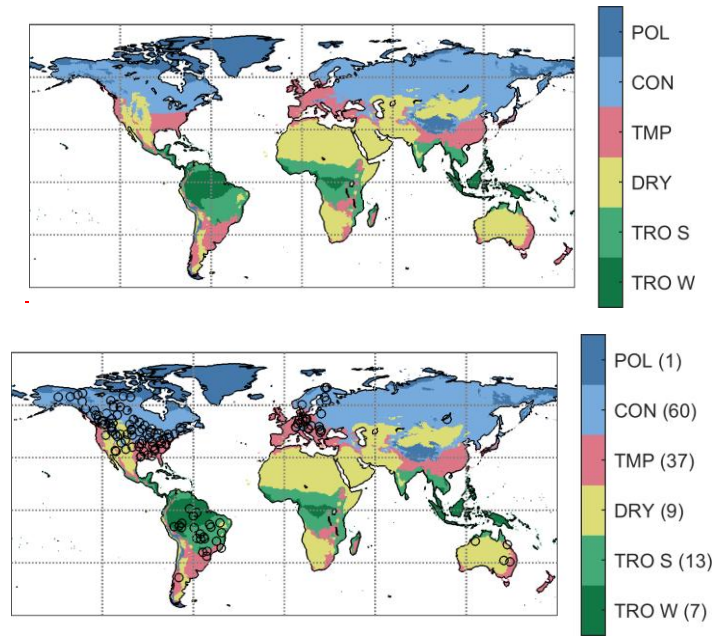 POL
CON
TMP
DRY
TRO S
TRO W
POL (1)
CON (60)
TMP (37)
DRY (9)
TRO S (13)
TRO W (7)